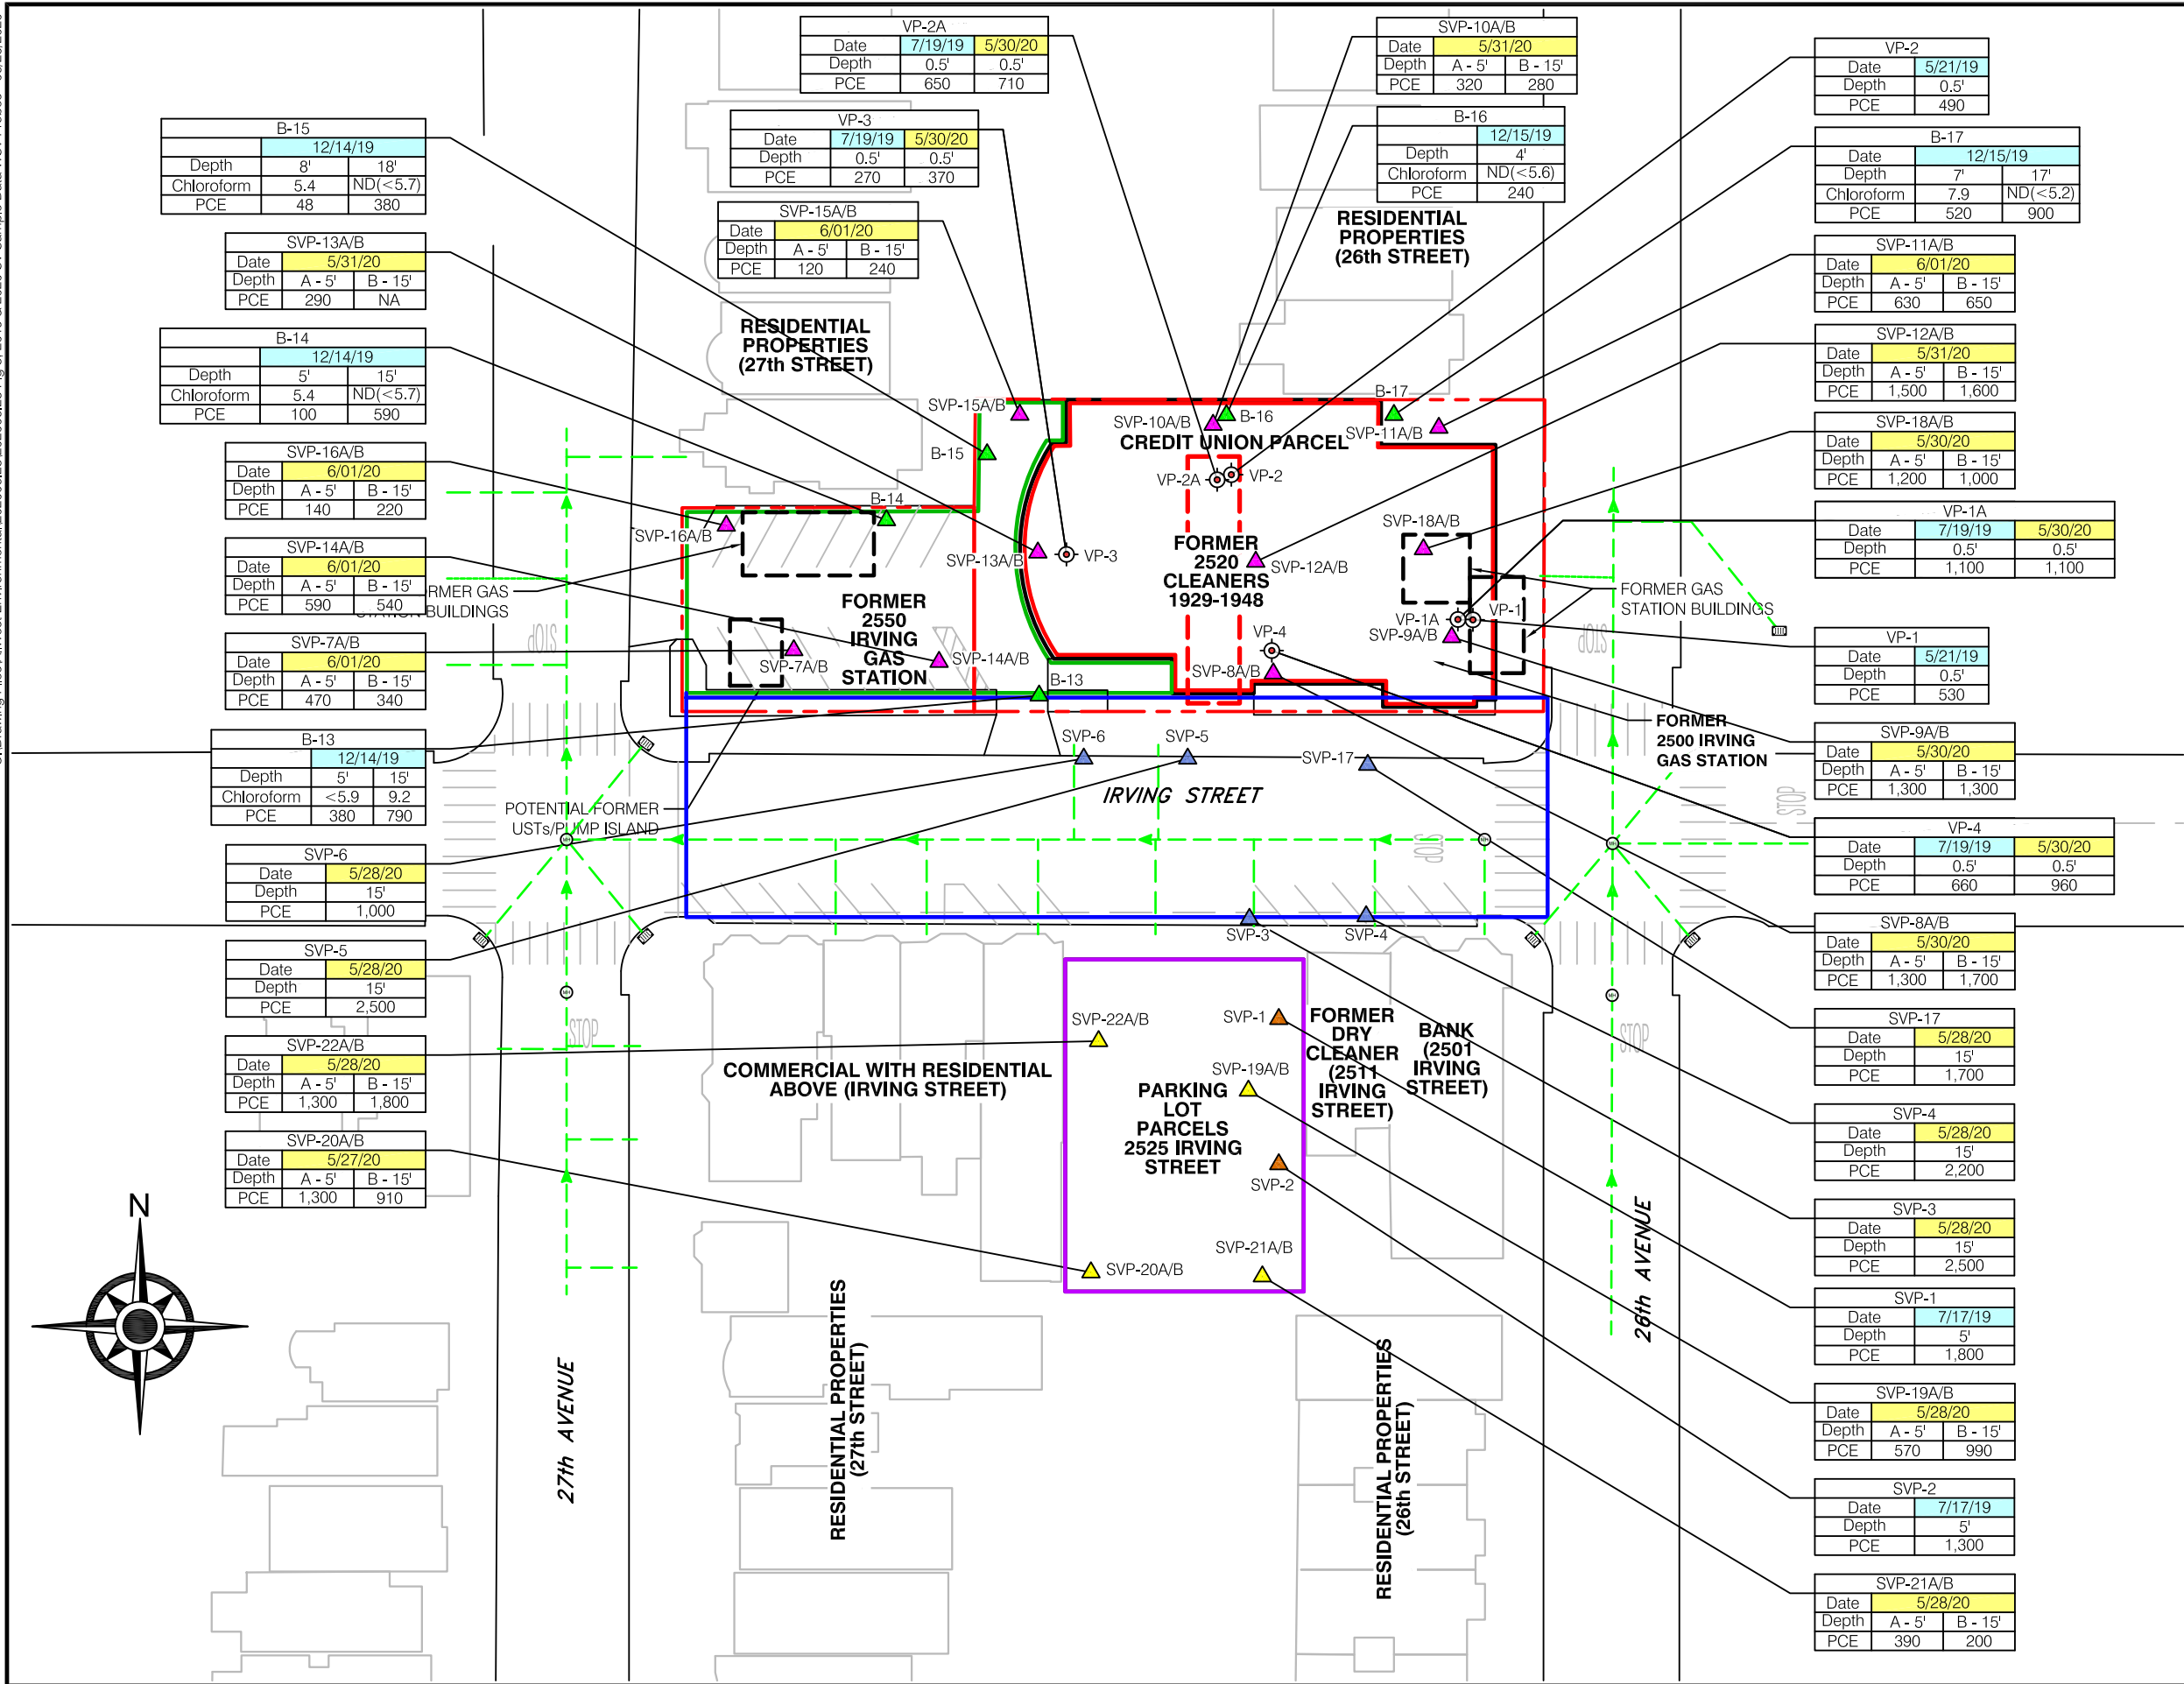 VP-2A
Date 7/19/19 5/30/20
Depth 0.5' 0.5'
PCE 650 710
SVP-10A/B
Date 5/31/20
Depth A - 5' B - 15'
PCE 320 280
VP-2
Date 5/21/19
Depth 0.5'
PCE 490
B-15
12/14/19
Depth 8' 18'
Chloroform 5.4 ND(<5.7)
PCE 48 380
VP-3
Date 7/19/19 5/30/20
Depth 0.5' 0.5'
PCE 270 370
B-16
12/15/19
Depth 4'
Chloroform ND(<5.6)
PCE 240
B-17
Date 12/15/19
Depth 7' 17'
Chloroform 7.9 ND(<5.2)
PCE 520 900
SVP-15A/B
Date 6/01/20
Depth A - 5' B - 15'
PCE 120 240
SVP-13A/B
Date 5/31/20
Depth A - 5' B - 15'
PCE 290 NA
SVP-11A/B
Date 6/01/20
Depth A - 5' B - 15'
PCE 630 650
B-14
12/14/19
Depth 5' 15'
Chloroform 5.4 ND(<5.7)
PCE 100 590
SVP-12A/B
Date 5/31/20
Depth A - 5' B - 15'
PCE 1,500 1,600
SVP-16A/B
Date 6/01/20
Depth A - 5' B - 15'
PCE 140 220
SVP-18A/B
Date 5/30/20
Depth A - 5' B - 15'
PCE 1,200 1,000
SVP-14A/B
Date 6/01/20
Depth A - 5' B - 15'
PCE 590 540
VP-1A
Date 7/19/19 5/30/20
Depth 0.5' 0.5'
PCE 1,100 1,100
SVP-7A/B
Date 6/01/20
Depth A - 5' B - 15'
PCE 470 340
VP-1
Date 5/21/19
Depth 0.5'
PCE 530
B-13
12/14/19
Depth 5' 15'
Chloroform <5.9 9.2
PCE 380 790
SVP-9A/B
Date 5/30/20
Depth A - 5' B - 15'
PCE 1,300 1,300
SVP-6
Date 5/28/20
Depth 15'
PCE 1,000
VP-4
Date 7/19/19 5/30/20
Depth 0.5' 0.5'
PCE 660 960
SVP-5
Date 5/28/20
Depth 15'
PCE 2,500
SVP-8A/B
Date 5/30/20
Depth A - 5' B - 15'
PCE 1,300 1,700
SVP-22A/B
Date 5/28/20
Depth A - 5' B - 15'
PCE 1,300 1,800
SVP-17
Date 5/28/20
Depth 15'
PCE 1,700
SVP-20A/B
Date 5/27/20
Depth A - 5' B - 15'
PCE 1,300 910
SVP-4
Date 5/28/20
Depth 15'
PCE 2,200
SVP-3
Date 5/28/20
Depth 15'
PCE 2,500
SVP-1
Date 7/17/19
Depth 5'
PCE 1,800
SVP-19A/B
Date 5/28/20
Depth A - 5' B - 15'
PCE 570 990
SVP-2
Date 7/17/19
Depth 5'
PCE 1,300
SVP-21A/B
Date 5/28/20
Depth A - 5' B - 15'
PCE 390 200
RESIDENTIAL
PROPERTIES
(26th STREET)
RESIDENTIAL
PROPERTIES
(27th STREET)
SVP-15A/B
SVP-10A/B
B-16
B-17
SVP-11A/B
CREDIT UNION PARCEL
B-15
VP-2A
VP-2
B-14
SVP-16A/B
SVP-13A/B
VP-3
SVP-18A/B
FORMER
2520
CLEANERS
1929-1948
SVP-12A/B
GAS
STATION BUILDINGS
FORMER GAS
STATION BUILDINGS
FORMER
2550
IRVING
GAS
STATION
VP-1A
VP-1
SVP-9A/B
VP-4
SVP-7A/B
SVP-14A/B
SVP-8A/B
B-13
STOP
STOP
FORMER
2500 IRVING
GAS STATION
SVP-6
SVP-5
SVP-17
IRVING STREET
POTENTIAL FORMER
USTs/PUMP ISLAND
STOP
STOP
SVP-3
SVP-4
STOP
STOP
SVP-22A/B
SVP-1
FORMER
DRY
CLEANER
(2511
IRVING
STREET)
BANK
(2501
IRVING
STREET)
COMMERCIAL WITH RESIDENTIAL
ABOVE (IRVING STREET)
SVP-19A/B
PARKING
LOT
PARCELS
2525 IRVING
STREET
SVP-2
SVP-21A/B
SVP-20A/B
N
27th AVENUE
26th AVENUE
RESIDENTIAL PROPERTIES
(27th STREET)
RESIDENTIAL PROPERTIES
(26th STREET)